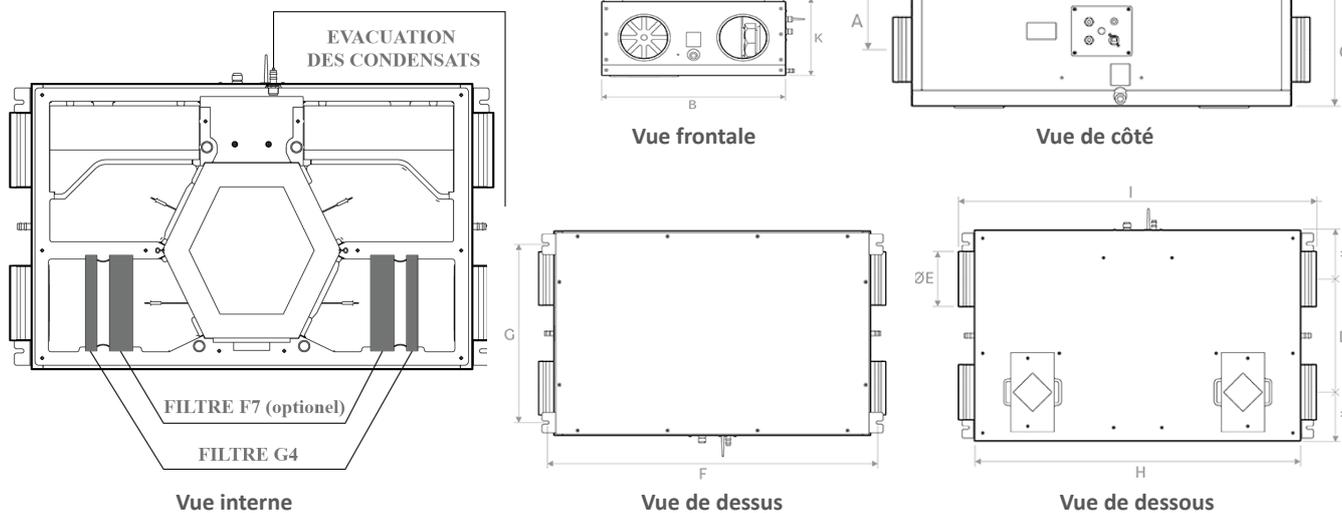 EVACUATION
DES CONDENSATS
FILTRE F7 (optionel)
FILTRE G4
Vue interne
K
B
Vue frontale
A
Vue de côté
G
F
Vue de dessus
I
ØE
H
Vue de dessous